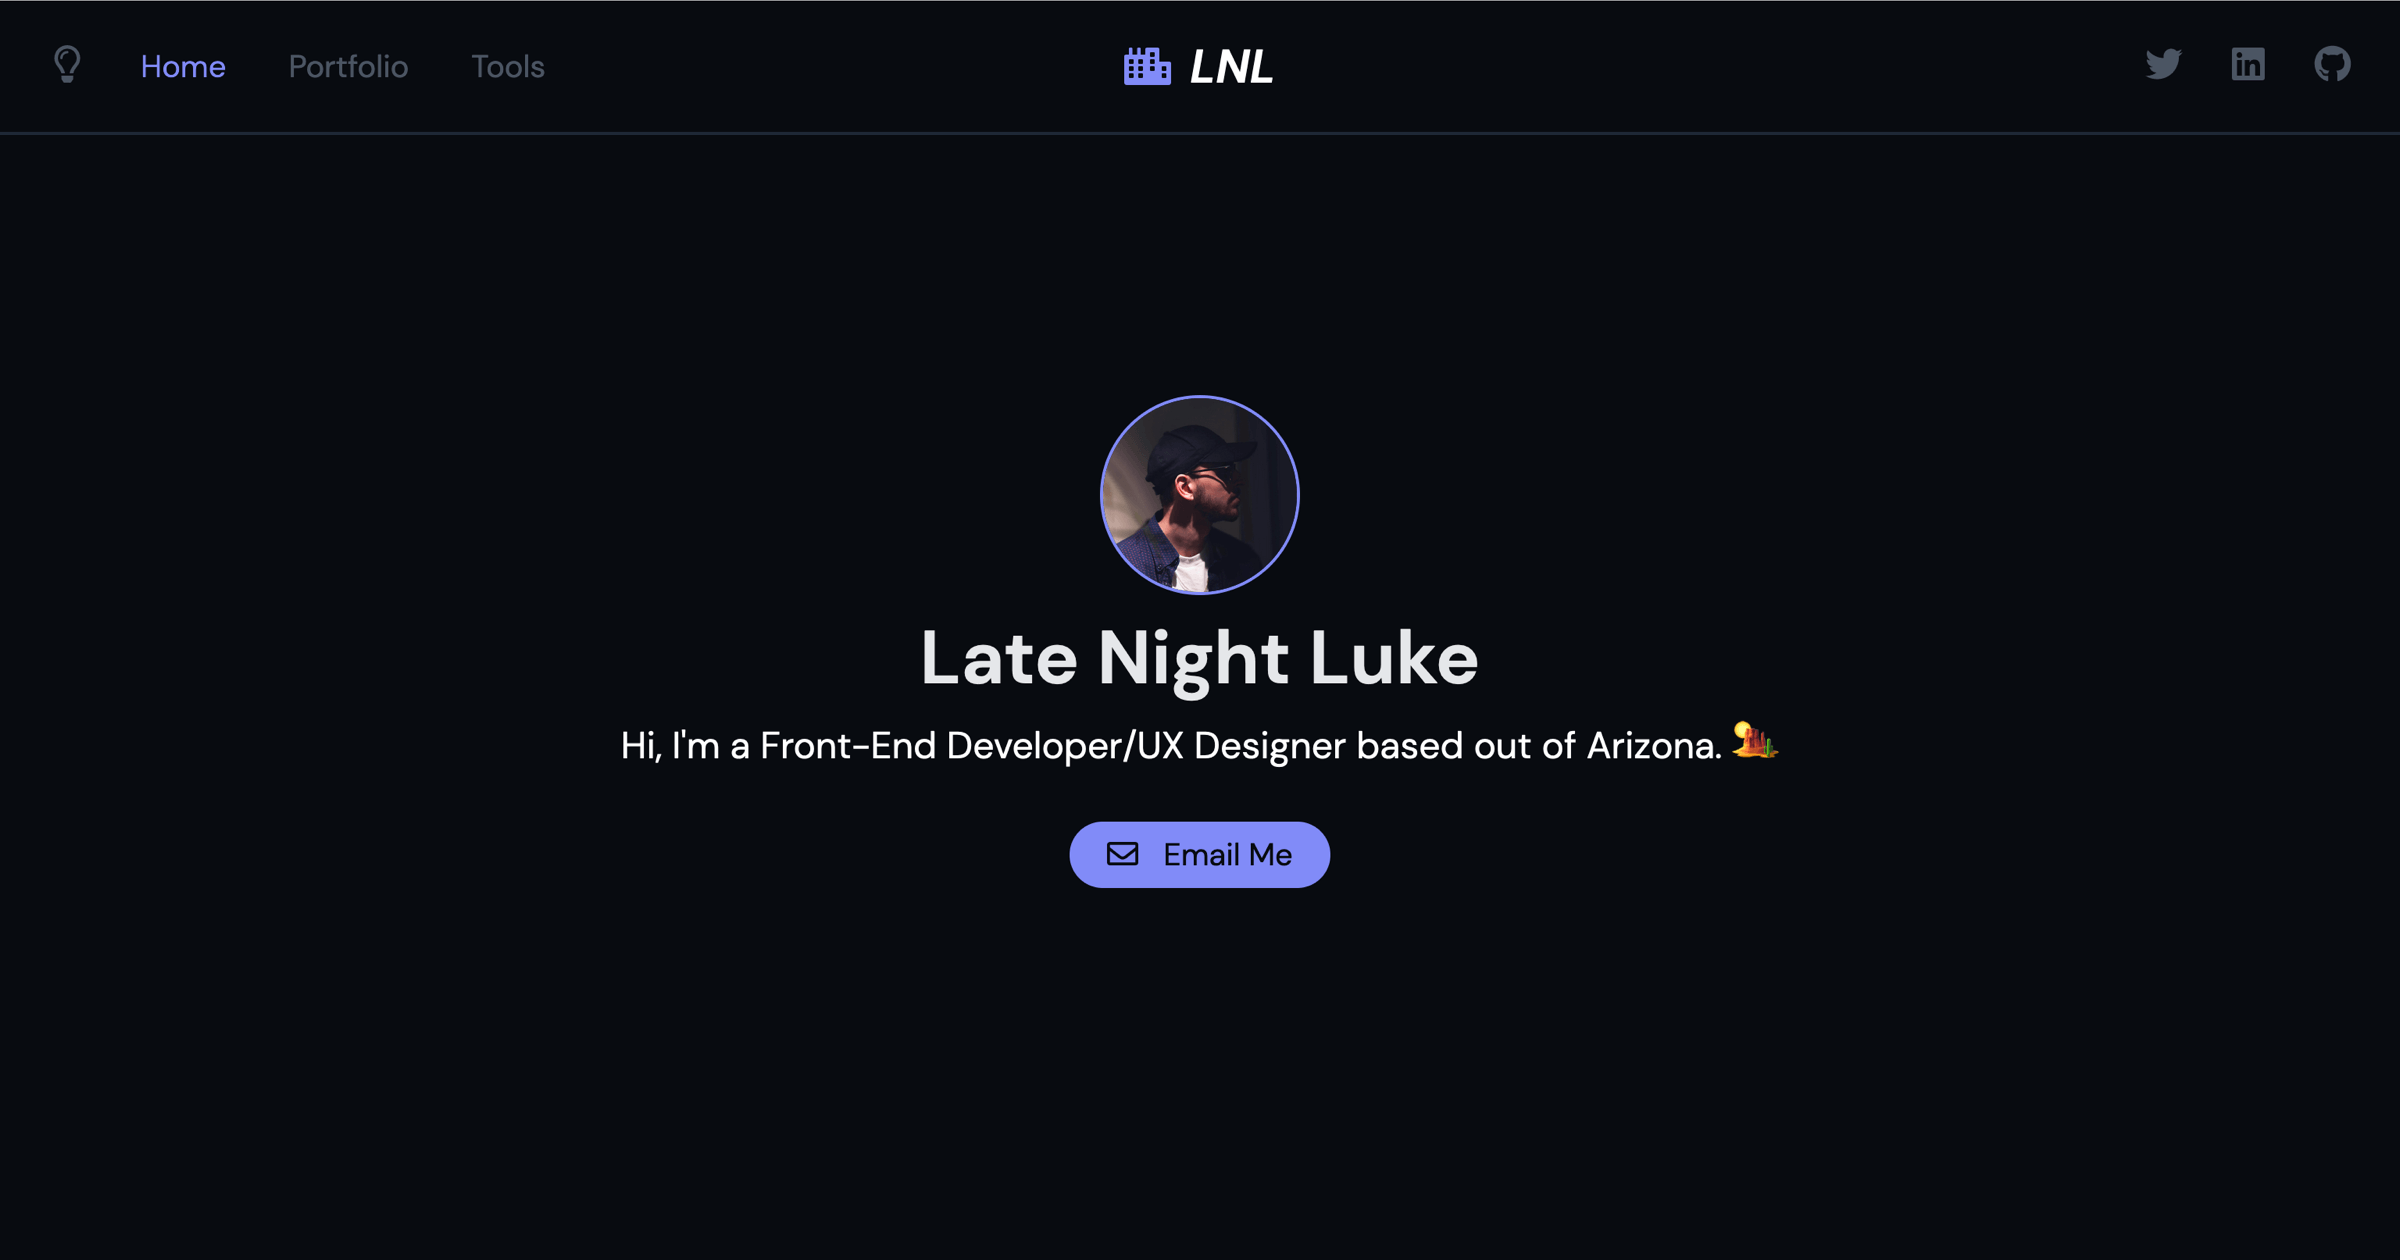 Home Portfolio Tools LNL
Late Night Luke
Hi, I'm a Front-End Developer/UX Designer based out of Arizona. 🏜️
Email Me